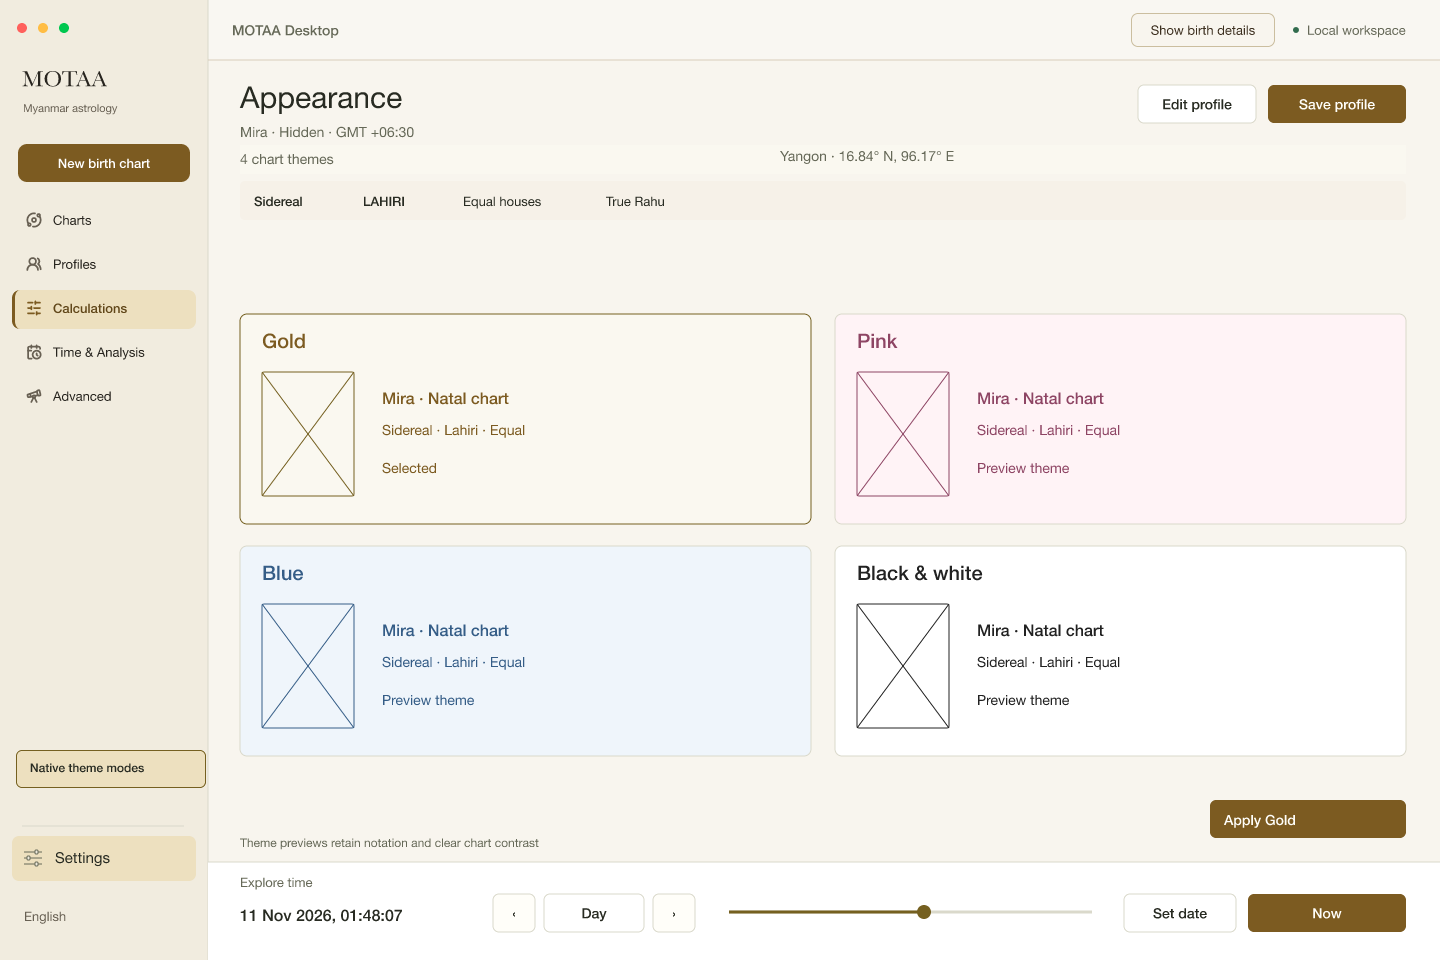 MOTAA
Myanmar astrology
New birth chart
Charts
Profiles
Calculations
Time & Analysis
Advanced
Native theme modes
Settings
English
MOTAA Desktop
Show birth details
Local workspace
Appearance
Edit profile
Save profile
Mira · Hidden · GMT +06:30
4 chart themes
Yangon · 16.84° N, 96.17° E
Sidereal LAHIRI Equal houses True Rahu
Gold
Mira · Natal chart
Sidereal · Lahiri · Equal
Selected
Pink
Mira · Natal chart
Sidereal · Lahiri · Equal
Preview theme
Blue
Mira · Natal chart
Sidereal · Lahiri · Equal
Preview theme
Black & white
Mira · Natal chart
Sidereal · Lahiri · Equal
Preview theme
Apply Gold
Theme previews retain notation and clear chart contrast
Explore time
11 Nov 2026, 01:48:07
‹ Day ›
Set date
Now